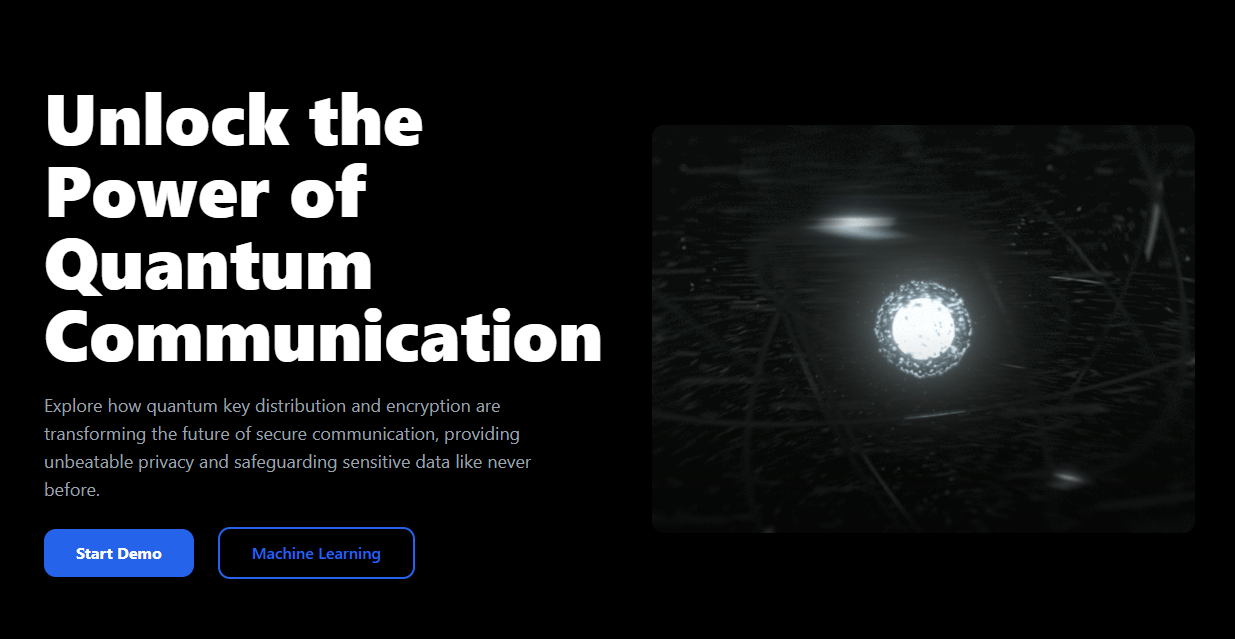 Unlock the
Power of
Quantum
Communication
Explore how quantum key distribution and encryption are
transforming the future of secure communication, providing
unbeatable privacy and safeguarding sensitive data like never
before.
Start Demo
Machine Learning